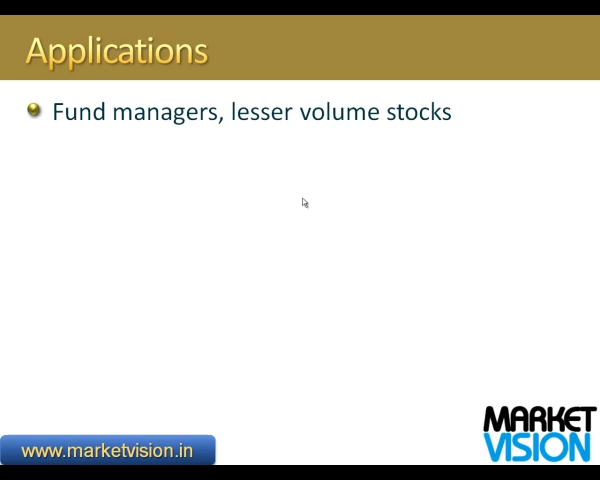 Applications
Fund managers, lesser volume stocks
MARKET
VISION
www.marketvision.in